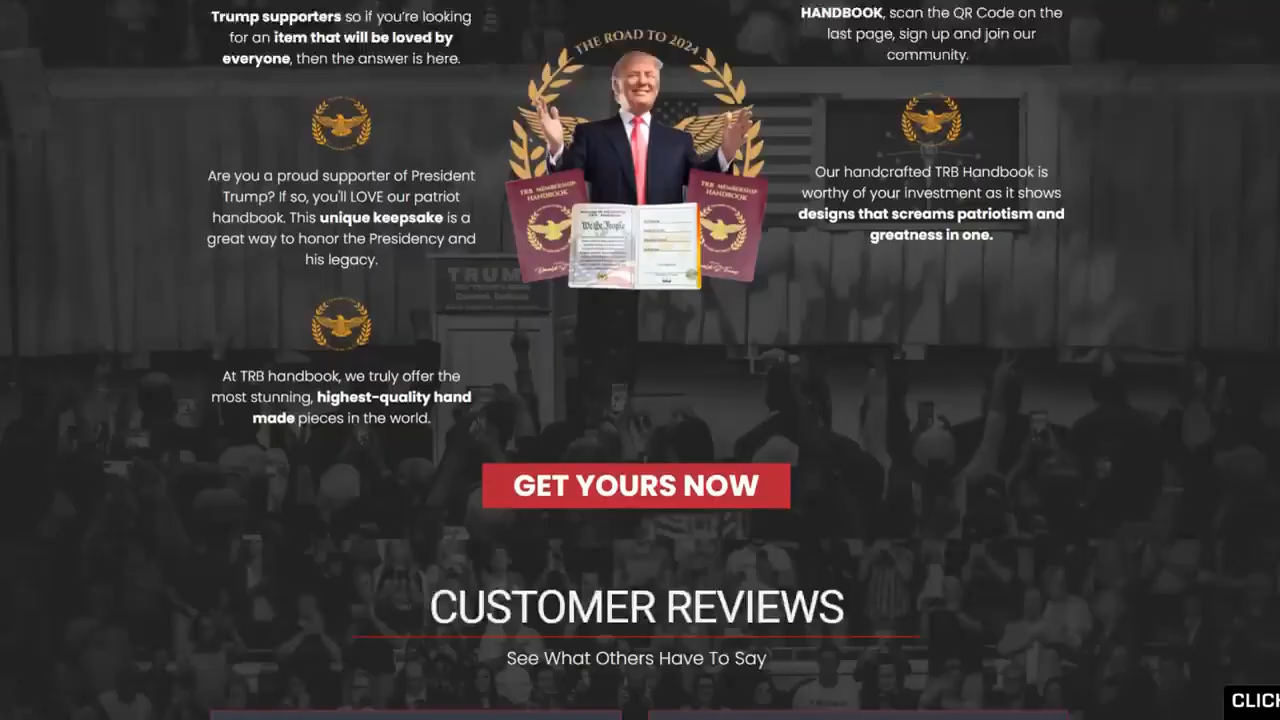 Trump supporters so if you're looking
for an item that will be loved by
everyone, then the answer is here.
Are you a proud supporter of President
Trump? If so, you'll LOVE our patriot
handbook. This unique keepsake is a
great way to honor the Presidency and
his legacy.
At TRB handbook, we truly offer the
most stunning, highest-quality hand
made pieces in the world.
THE ROAD TO 2024
TRB MEMBERSHIP
HANDBOOK
TRB MEMBERSHIP
HANDBOOK
We the People
HANDBOOK, scan the QR Code on the
last page, sign up and join our
community.
Our handcrafted TRB Handbook is
worthy of your investment as it shows
designs that screams patriotism and
greatness in one.
TRUM
GET YOURS NOW
CUSTOMER REVIEWS
See What Others Have To Say
CLIC